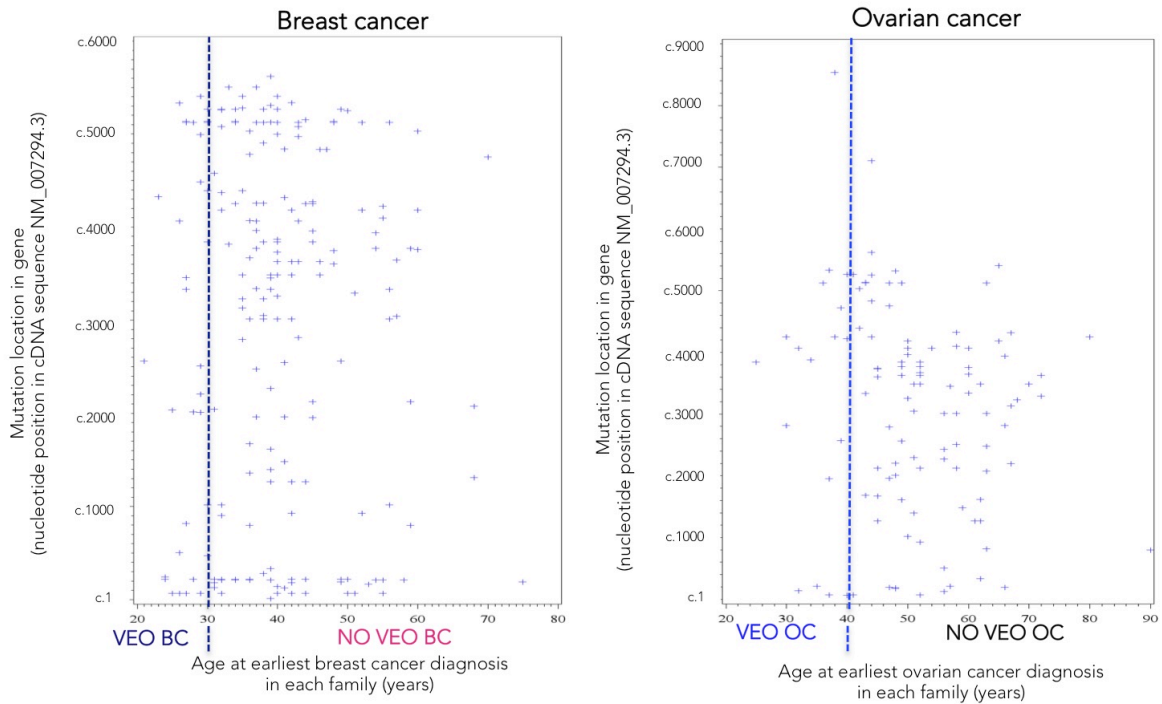 Breast cancer
c.6000
c.5000
c.4000
c.3000
c.2000
c.1000
c.1
Mutation location in gene
(nucleotide position in cDNA sequence NM_007294.3)
20 30 40 50 60 70 80
VEO BC NO VEO BC
Age at earliest breast cancer diagnosis
in each family (years)
Ovarian cancer
c.9000
c.8000
c.7000
c.6000
c.5000
c.4000
c.3000
c.2000
c.1000
c.1
Mutation location in gene
(nucleotide position in cDNA sequence NM_007294.3)
20 30 40 50 60 70 80 90
VEO OC NO VEO OC
Age at earliest ovarian cancer diagnosis
in each family (years)